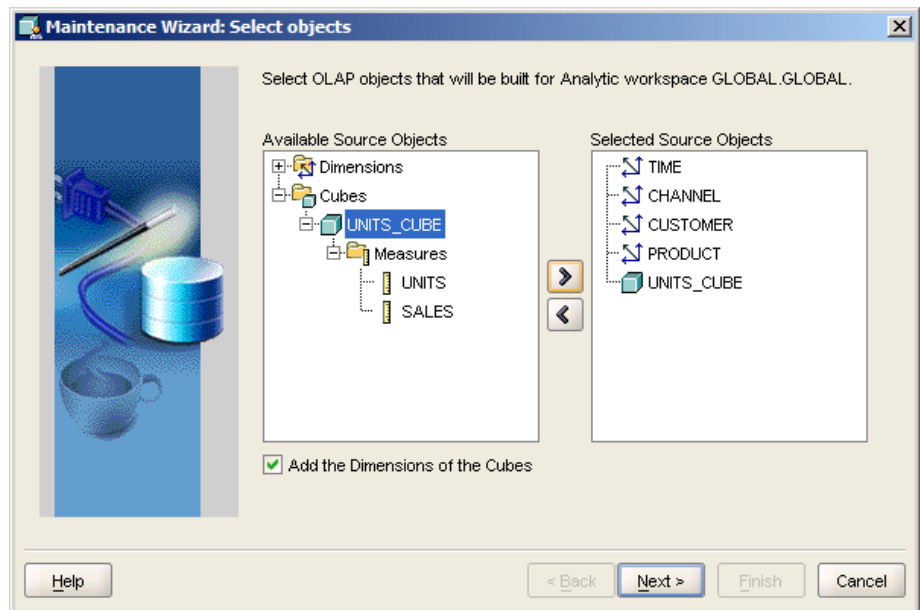 Maintenance Wizard: Select objects
Select OLAP objects that will be built for Analytic workspace GLOBAL.GLOBAL.
Available Source Objects
Dimensions
Cubes
UNITS_CUBE
Measures
UNITS
SALES
Selected Source Objects
TIME
CHANNEL
CUSTOMER
PRODUCT
UNITS_CUBE
Add the Dimensions of the Cubes
Help
< Back
Next >
Finish
Cancel